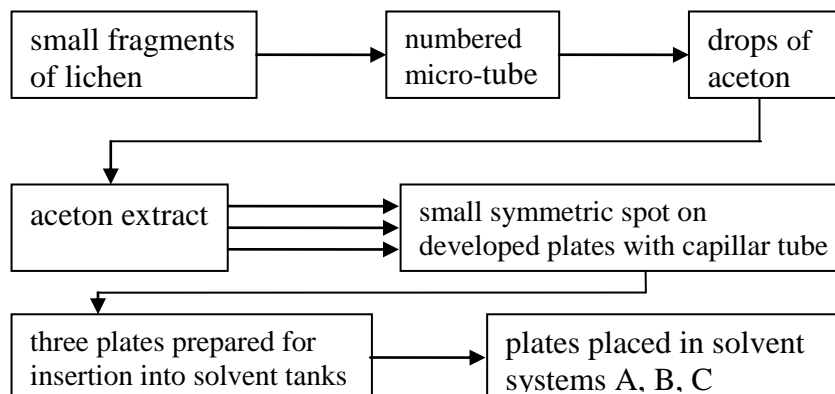 small fragments
of lichen
numbered
micro-tube
drops of
aceton
aceton extract
small symmetric spot on
developed plates with capillar tube
three plates prepared for
insertion into solvent tanks
plates placed in solvent
systems A, B, C